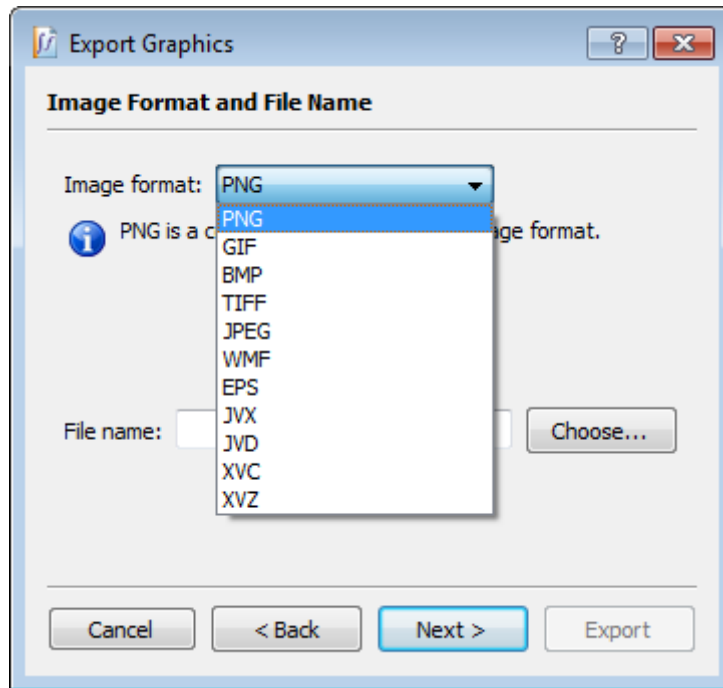 Export Graphics
Image Format and File Name
Image format: PNG
PNG is a c age format.
PNG
GIF
BMP
TIFF
JPEG
WMF
EPS
JVX
JVD
XVC
XVZ
File name: Choose...
Cancel < Back Next > Export